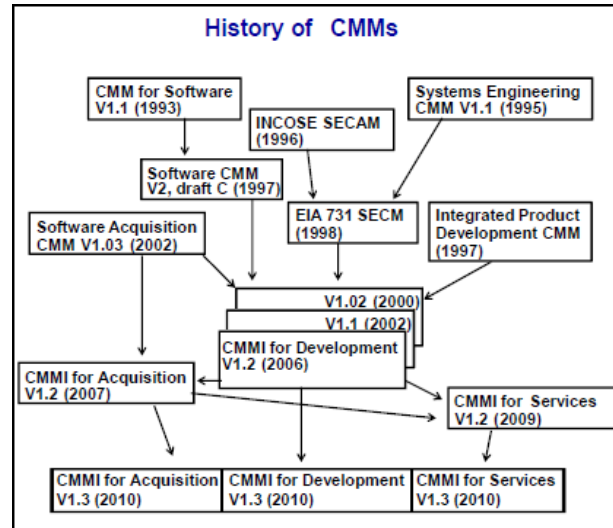 History of CMMs
CMM for Software
V1.1 (1993)
Systems Engineering
CMM V1.1 (1995)
INCOSE SECAM
(1996)
Software CMM
V2, draft C (1997)
EIA 731 SECM
(1998)
Integrated Product
Development CMM
(1997)
Software Acquisition
CMM V1.03 (2002)
V1.02 (2000)
V1.1 (2002)
CMMI for Development
V1.2 (2006)
CMMI for Acquisition
V1.2 (2007)
CMMI for Services
V1.2 (2009)
CMMI for Acquisition
V1.3 (2010)
CMMI for Development
V1.3 (2010)
CMMI for Services
V1.3 (2010)